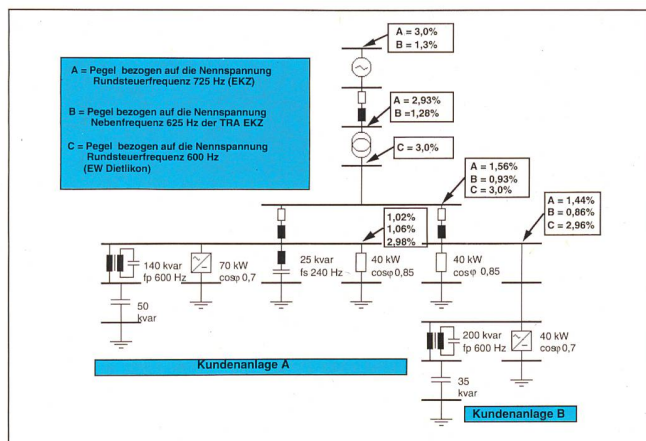 A = 3,0%
B = 1,3%
A = Pegel bezogen auf die Nennspannung
Rundsteuerfrequenz 725 Hz (EKZ)
B = Pegel bezogen auf die Nennspannung
Nebenfrequenz 625 Hz der TRA EKZ
C = Pegel bezogen auf die Nennspannung
Rundsteuerfrequenz 600 Hz
(EW Dietlikon)
A = 2,93%
B =1,28%
C = 3,0%
A = 1,56%
B = 0,93%
C = 3,0%
A = 1,44%
B = 0,86%
C = 2,96%
1,02%
1,06%
2,98%
140 kvar
fp 600 Hz
70 kW
cosφ 0,7
25 kvar
fs 240 Hz
40 kW
cosφ 0,85
40 kW
cosφ 0,85
50
kvar
200 kvar
fp 600 Hz
40 kW
cosφ 0,7
Kundenanlage A
35
kvar
Kundenanlage B